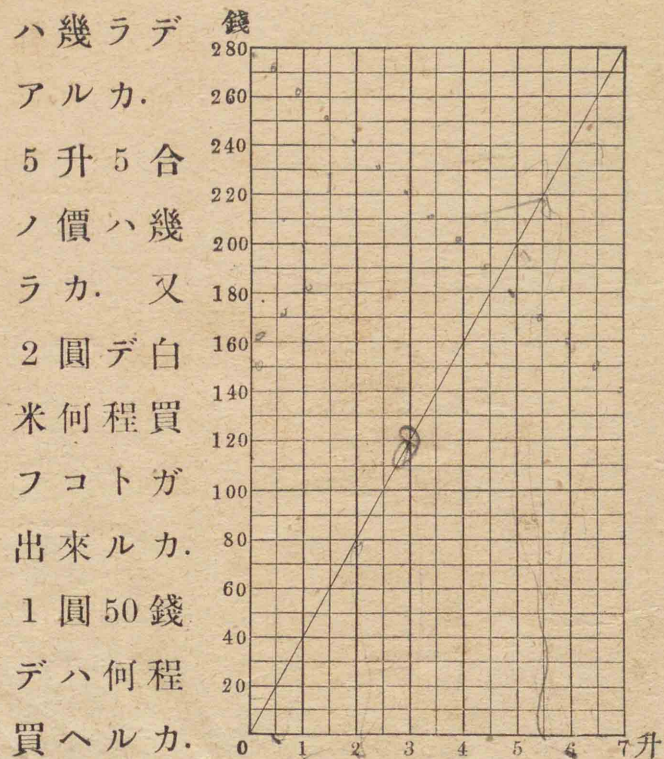 ハ幾ラデ
アルカ.
5升5合
ノ價ハ幾
ラカ. 又
2圓デ白
米何程買
フコトガ
出來ルカ.
1圓50錢
デハ何程
買ヘルカ.
錢
280
260
240
220
200
180
160
140
120
100
80
60
40
20
0 1 2 3 4 5 6 7升